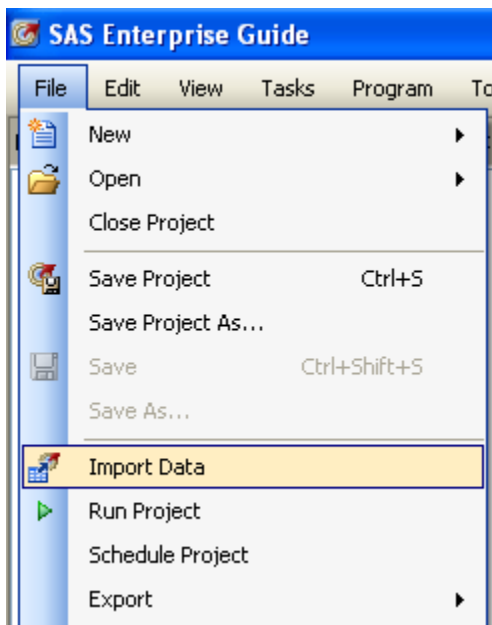 SAS Enterprise Guide
File Edit View Tasks Program To
New
Open
Close Project
Save Project Ctrl+S
Save Project As...
Save Ctrl+Shift+S
Save As...
Import Data
Run Project
Schedule Project
Export